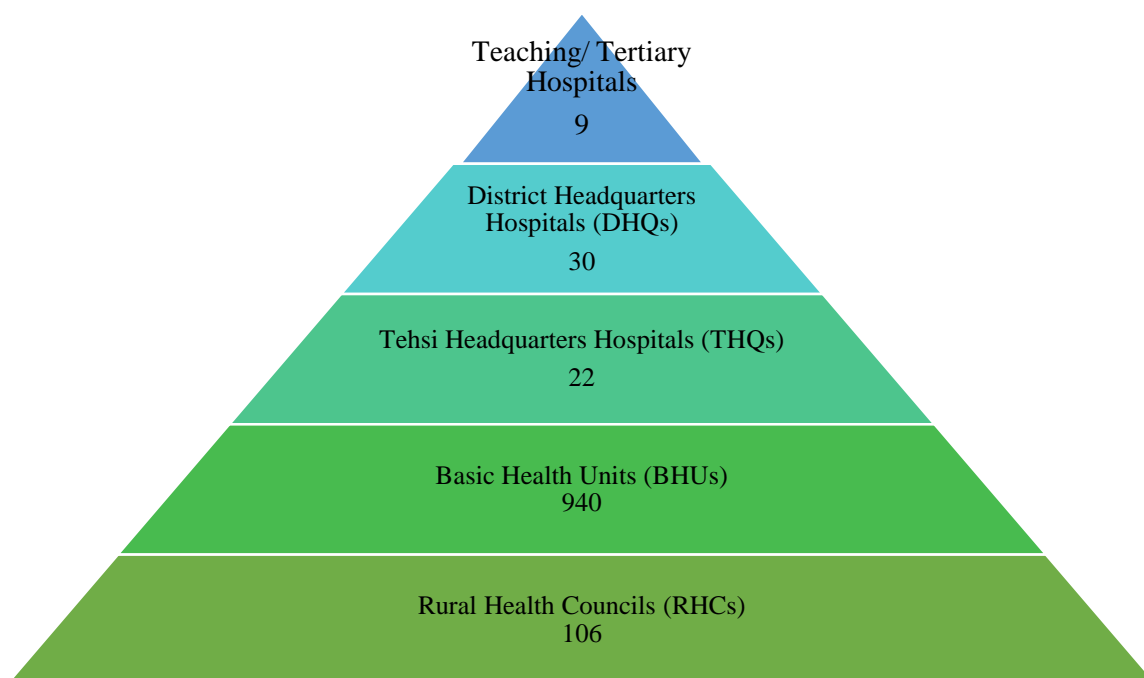 Teaching/ Tertiary
Hospitals
9
District Headquarters
Hospitals (DHQs)
30
Tehsi Headquarters Hospitals (THQs)
22
Basic Health Units (BHUs)
940
Rural Health Councils (RHCs)
106